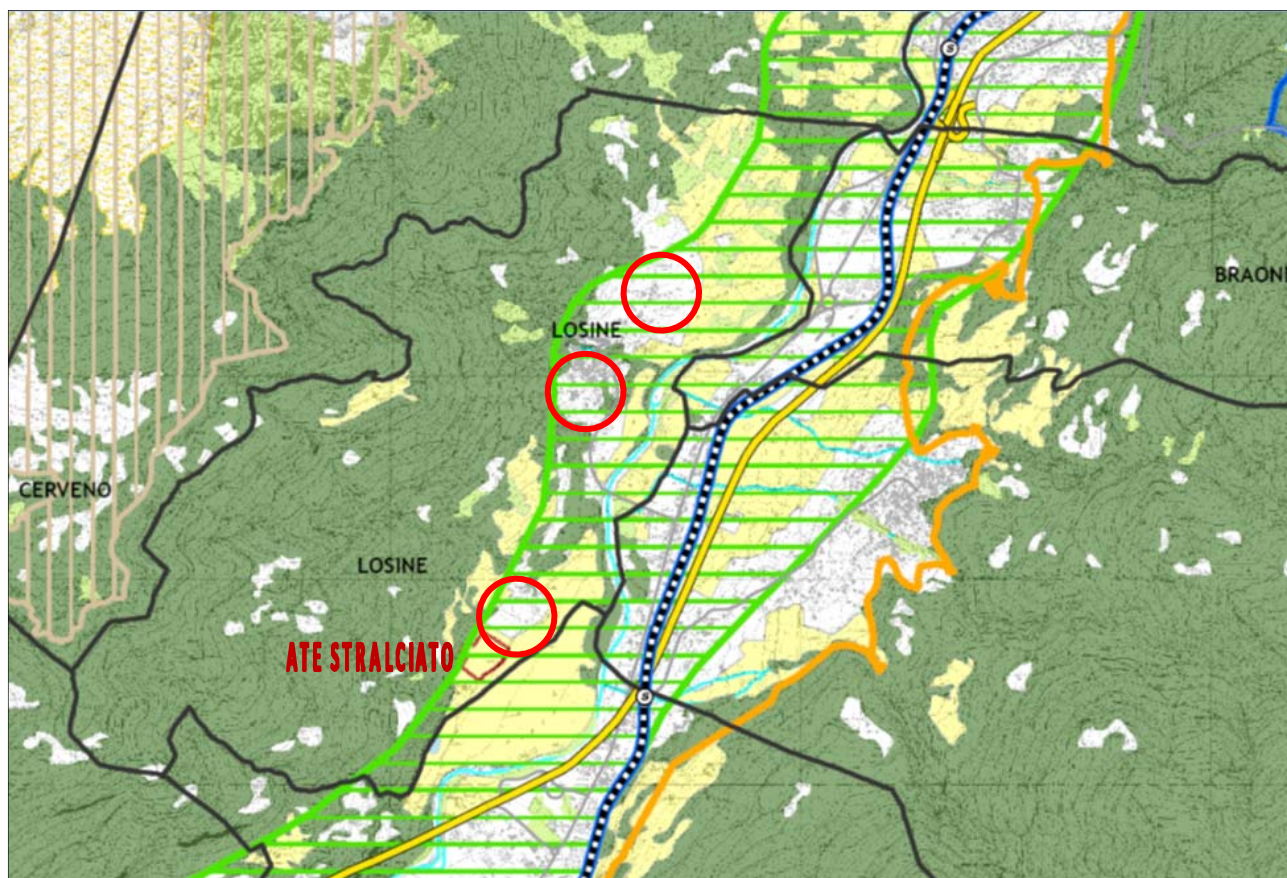 S
BRAONE
LOSINE
CERVENO
LOSINE
ATE STRALCIATO
S